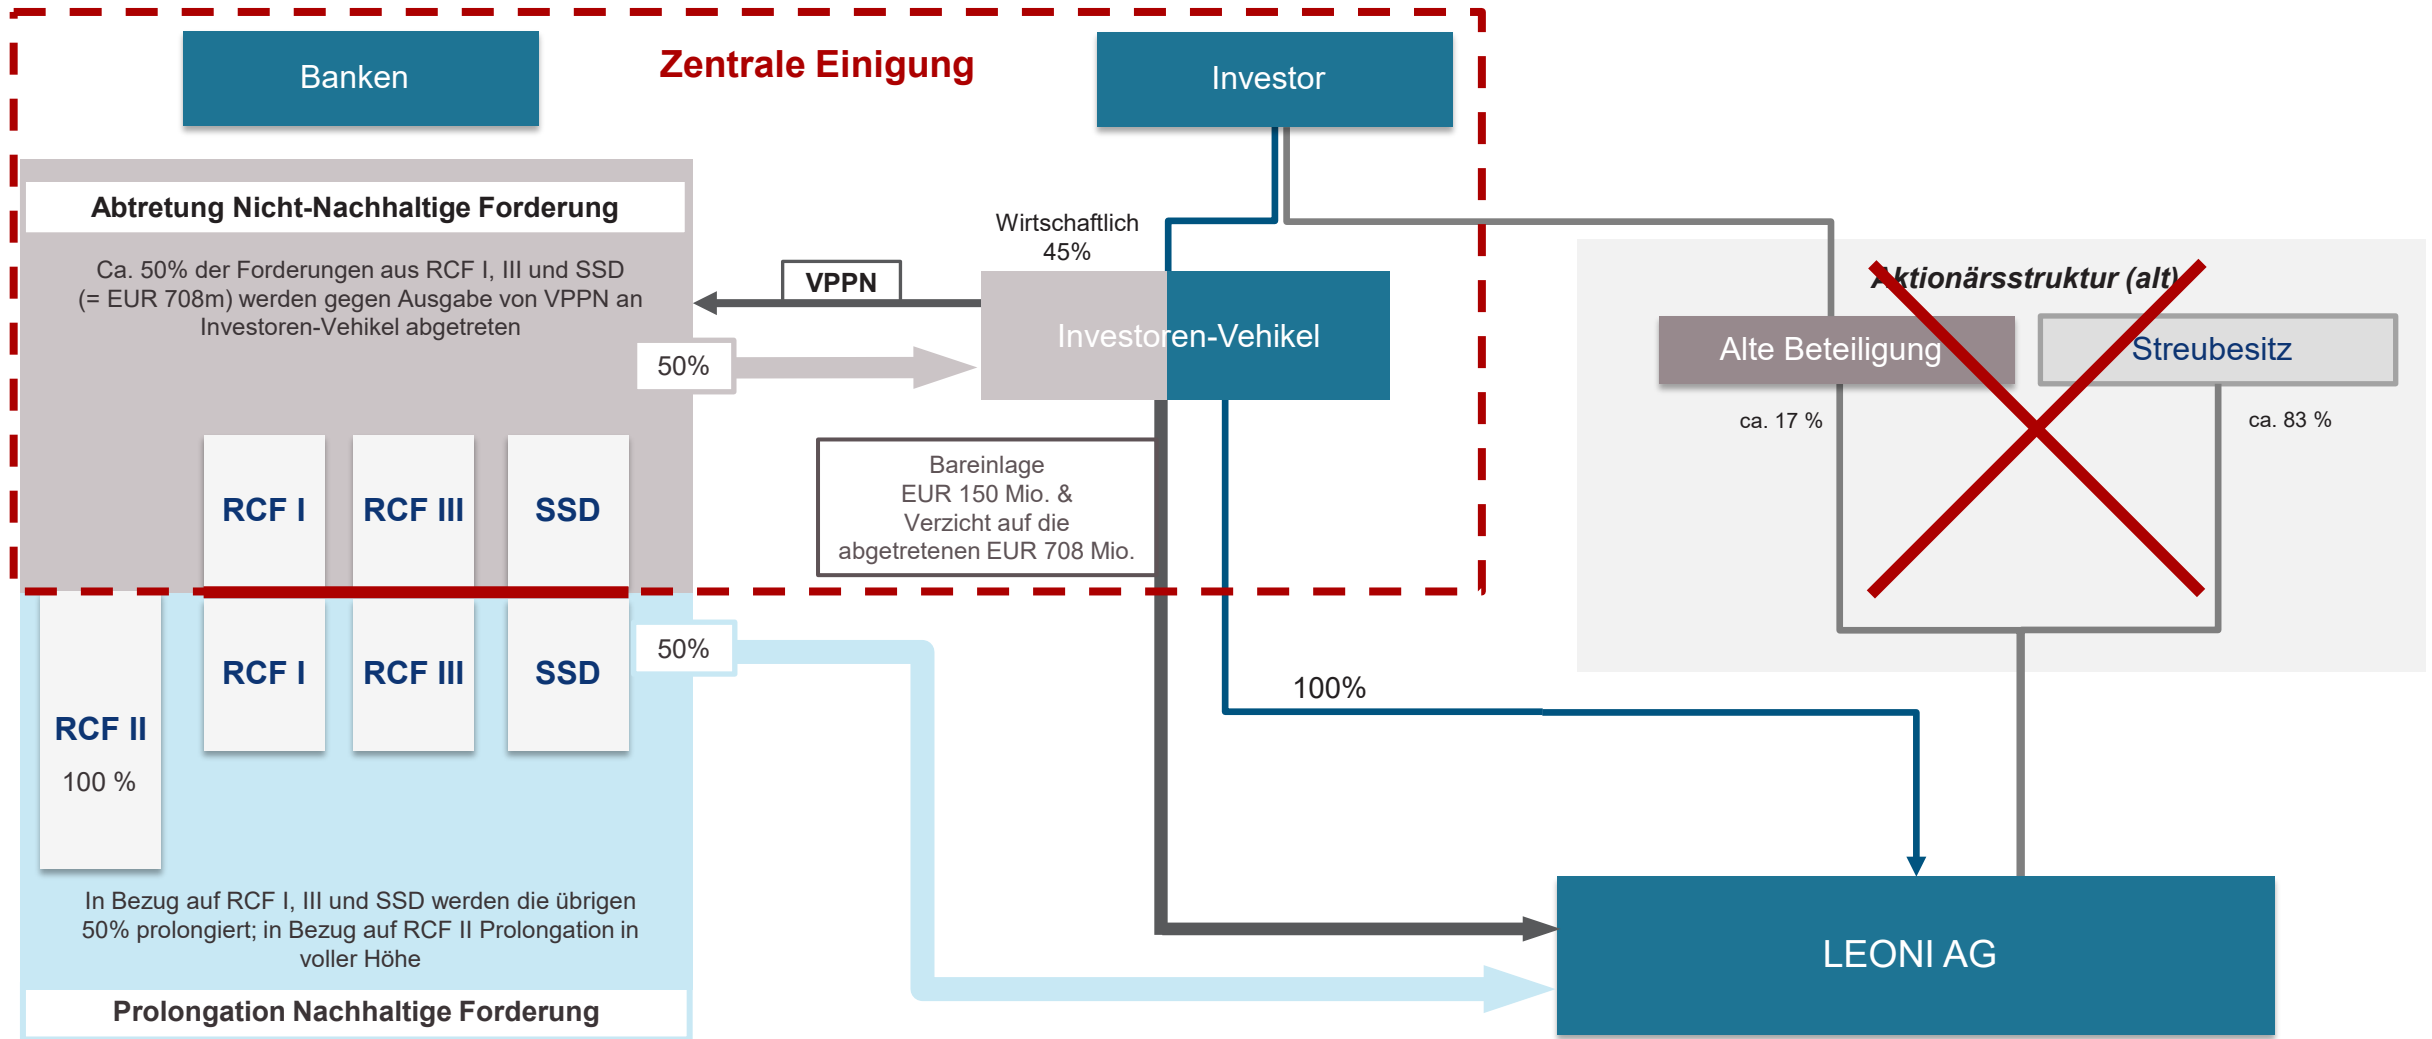 Banken
Zentrale Einigung
Investor
Abtretung Nicht-Nachhaltige Forderung
Ca. 50% der Forderungen aus RCF I, III und SSD
(= EUR 708m) werden gegen Ausgabe von VPPN an
Investoren-Vehikel abgetreten
VPPN
Wirtschaftlich
45%
Investoren-Vehikel
50%
Aktionärsstruktur (alt)
Alte Beteiligung
Streubesitz
ca. 17 %
ca. 83 %
Bareinlage
EUR 150 Mio. &
Verzicht auf die
abgetretenen EUR 708 Mio.
RCF I
RCF III
SSD
RCF I
RCF III
SSD
50%
RCF II
100 %
100%
In Bezug auf RCF I, III und SSD werden die übrigen
50% prolongiert; in Bezug auf RCF II Prolongation in
voller Höhe
Prolongation Nachhaltige Forderung
LEONI AG